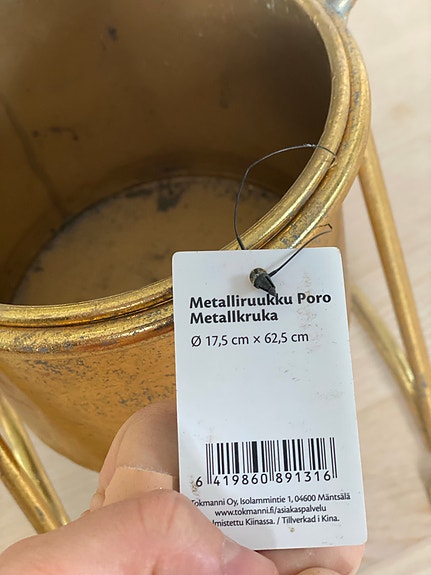 Metalliruukku Poro
Metallkruka
Ø 17,5 cm × 62,5 cm
6 419860 891316
Tokmanni Oy, Isolammintie 1, 04600 Mäntsälä
www.tokmanni.fi/asiakaspalvelu
lmistettu Kiinassa. / Tillverkad i Kina.